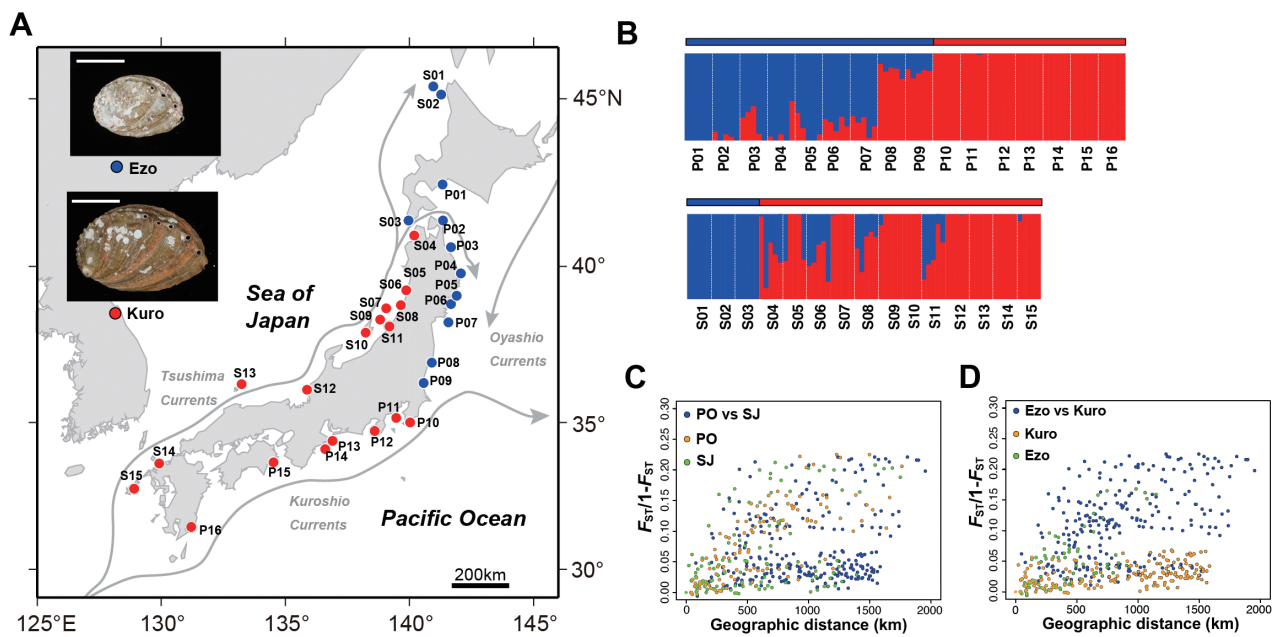 A
45°N
40°
35°
30°
125°E
130°
135°
140°
145°
Ezo
Kuro
S01
S02
P01
S03
P02
S04
P03
P04
S05
S06
P05
P06
S07
S08
S09
P07
S11
S10
P08
P09
S13
S12
P11
P10
P12
P13
P14
S14
P15
S15
P16
Sea of
Japan
Oyashio
Currents
Tsushima
Currents
Kuroshio
Currents
Pacific Ocean
200km
B
P01 P02 P03 P04 P05 P06 P07 P08 P09 P10 P11 P12 P13 P14 P15 P16
S01 S02 S03 S04 S05 S06 S07 S08 S09 S10 S11 S12 S13 S14 S15
C
PO vs SJ
PO
SJ
FST/1-FST
0.30
0.25
0.20
0.15
0.10
0.05
0.00
0 500 1000 1500 2000
Geographic distance (km)
D
Ezo vs Kuro
Kuro
Ezo
FST/1-FST
0.30
0.25
0.20
0.15
0.10
0.05
0.00
0 500 1000 1500 2000
Geographic distance (km)